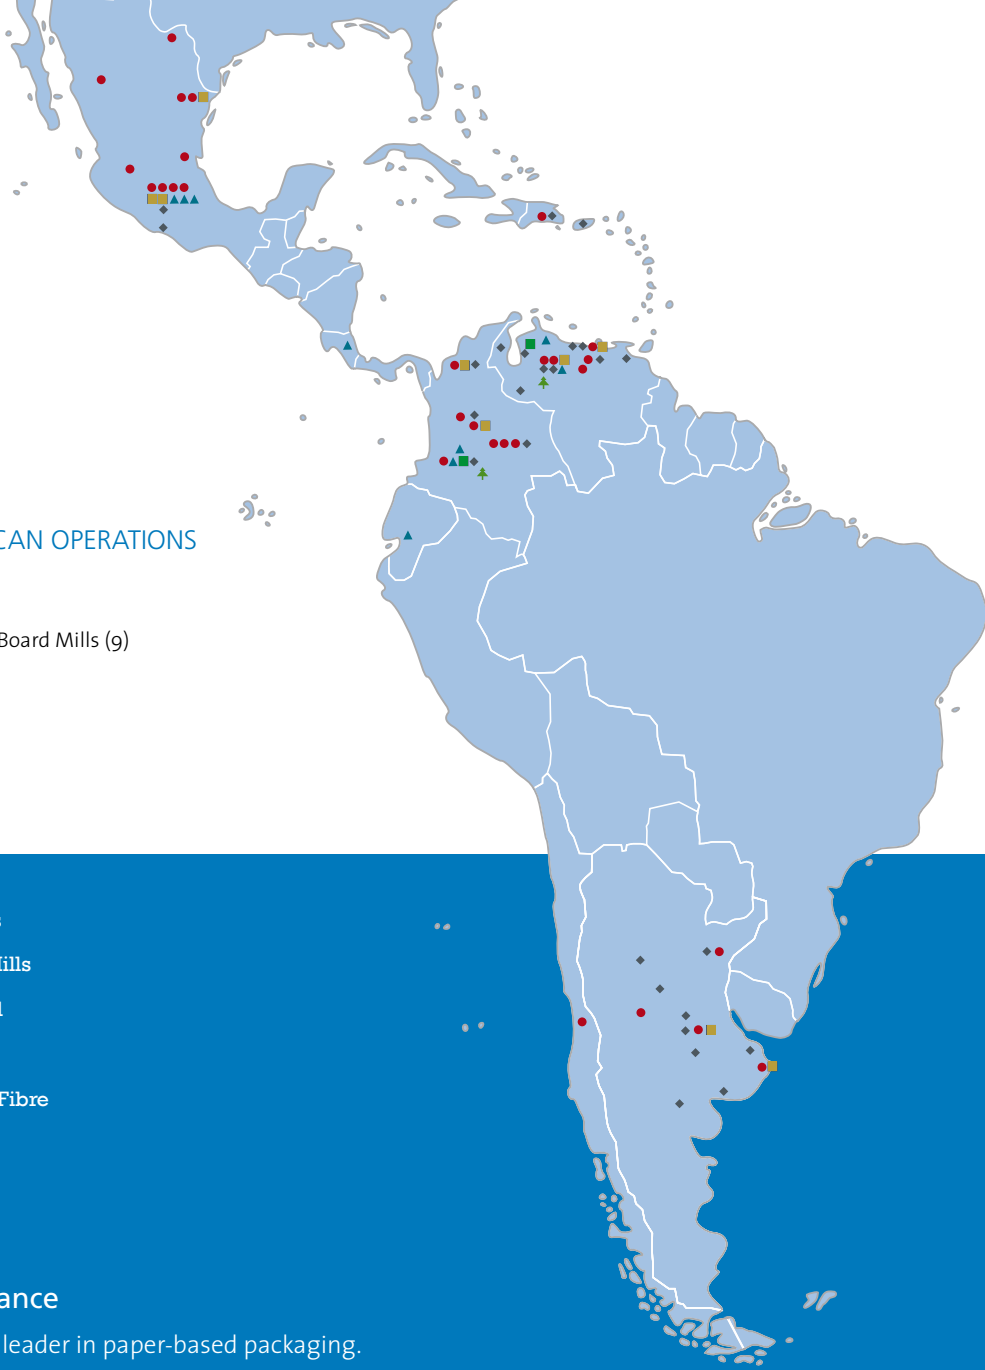 CAN OPERATIONS
Board Mills (9)
s
ills
l
Fibre
ance
leader in paper-based packaging.